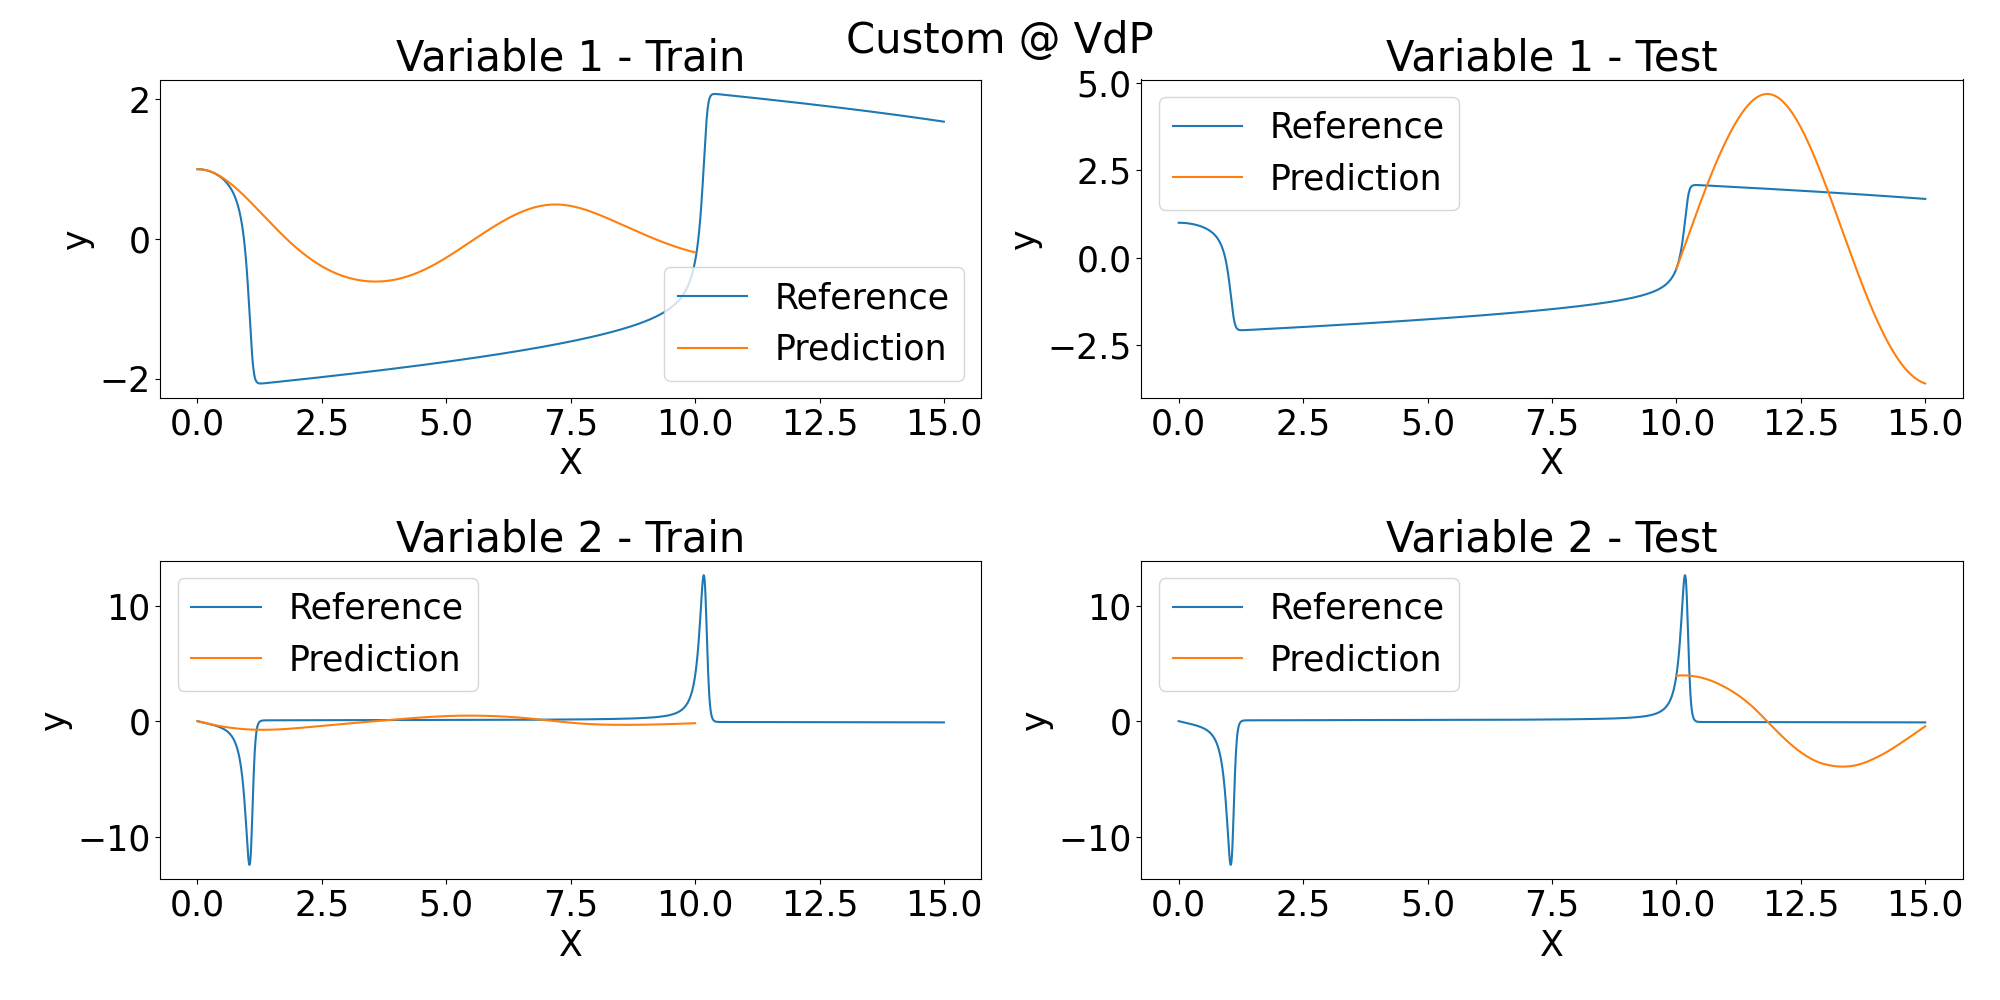 Custom @ VdP
Variable 1 - Train
2
0
−2
y
Reference
Prediction
0.0 2.5 5.0 7.5 10.0 12.5 15.0
X
Variable 1 - Test
5.0
2.5
0.0
−2.5
y
Reference
Prediction
0.0 2.5 5.0 7.5 10.0 12.5 15.0
X
Variable 2 - Train
10
0
−10
y
Reference
Prediction
0.0 2.5 5.0 7.5 10.0 12.5 15.0
X
Variable 2 - Test
10
0
−10
y
Reference
Prediction
0.0 2.5 5.0 7.5 10.0 12.5 15.0
X